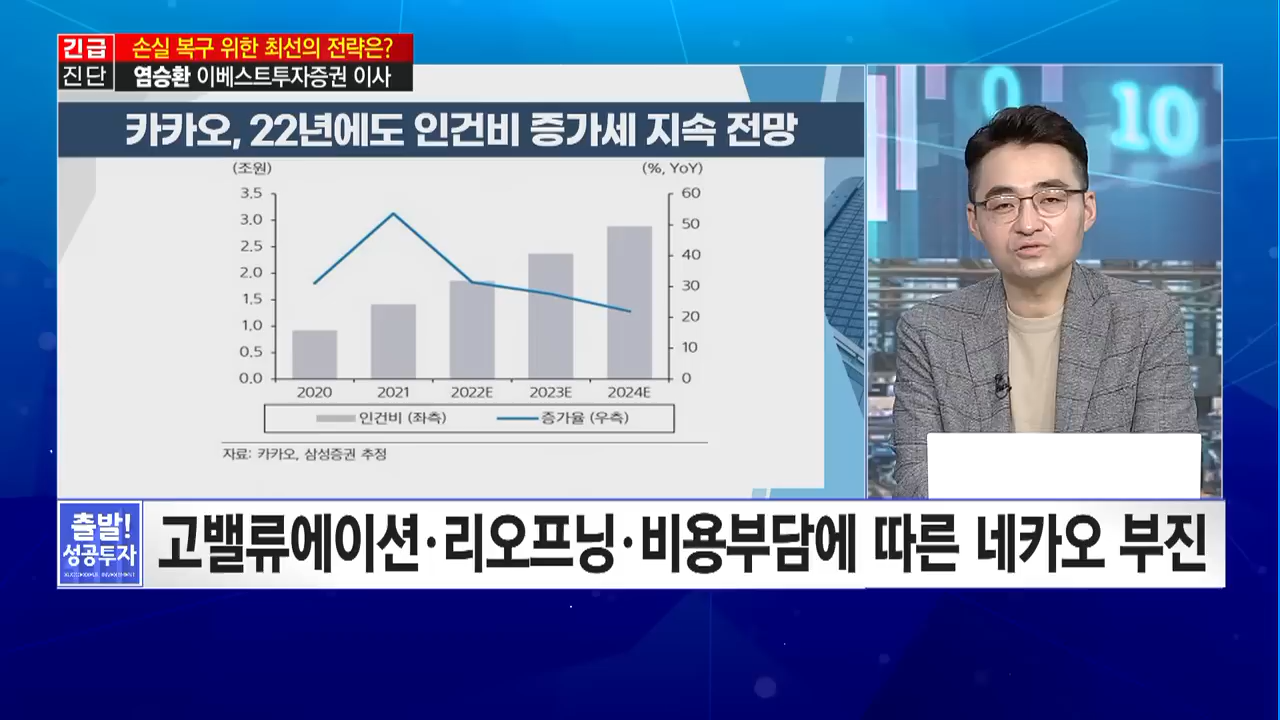 긴급
진단
손실 복구 위한 최선의 전략은?
염승환 이베스트투자증권 이사
카카오, 22년에도 인건비 증가세 지속 전망
(조원)
(%, YoY)
3.5
3.0
2.5
2.0
1.5
1.0
0.5
0.0
60
50
40
30
20
10
0
2020 2021 2022E 2023E 2024E
인건비 (좌측) 증가율 (우측)
자료: 카카오, 삼성증권 추정
0 10
출발!
성공투자
고밸류에이션·리오프닝·비용부담에 따른 네카오 부진